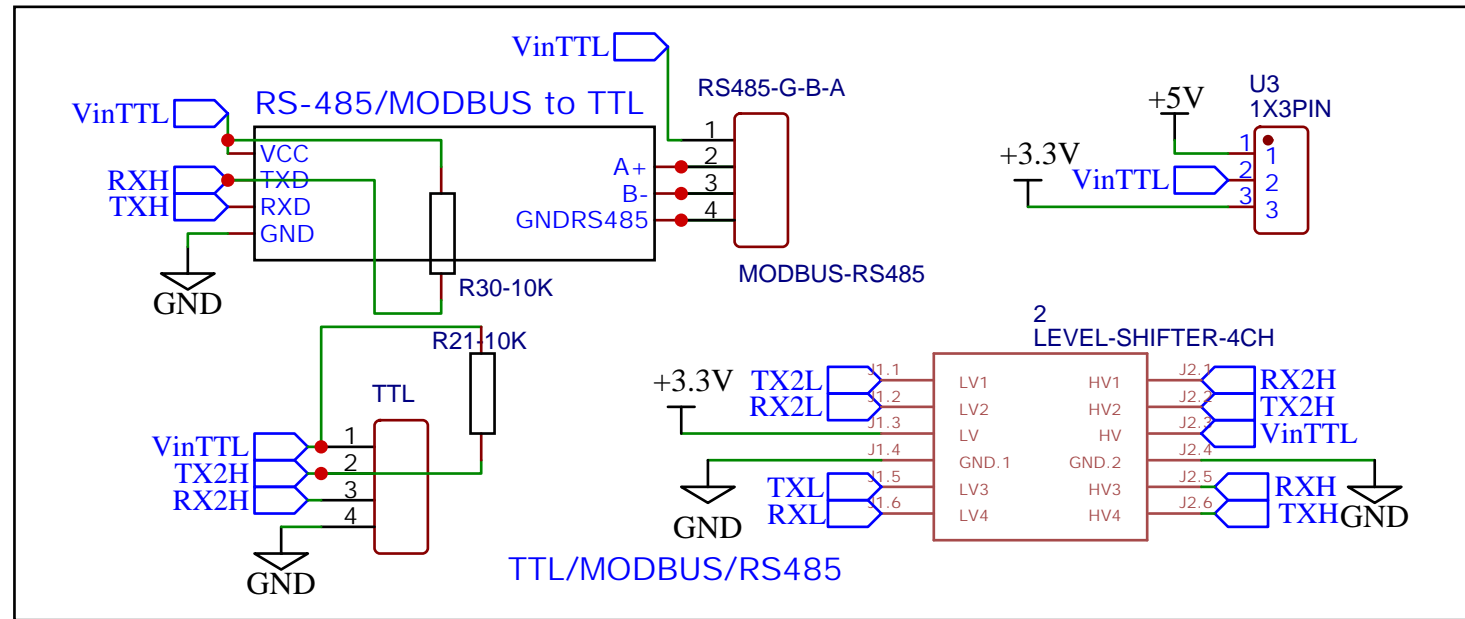 VinTTL
RS485-G-B-A
VinTTL
RS-485/MODBUS to TTL
1
2
3
4
VCC
RXH
TXD
TXH
RXD
GND
GND
A+
B-
GNDRS485
MODBUS-RS485
R30-10K
U3
1X3PIN
+5V
+3.3V
VinTTL
1
2
3
1
2
3
R21-10K
TTL
VinTTL
TX2H
RX2H
1
2
3
4
GND
TTL/MODBUS/RS485
2
LEVEL-SHIFTER-4CH
+3.3V
TX2L
RX2L
GND
TXL
RXL
J1.1
J1.2
J1.3
J1.4
J1.5
J1.6
LV1
LV2
LV
GND.1
LV3
LV4
HV1
HV2
HV
GND.2
HV3
HV4
J2.1
J2.2
J2.3
J2.4
J2.5
J2.6
RX2H
TX2H
VinTTL
RXH
TXH
GND